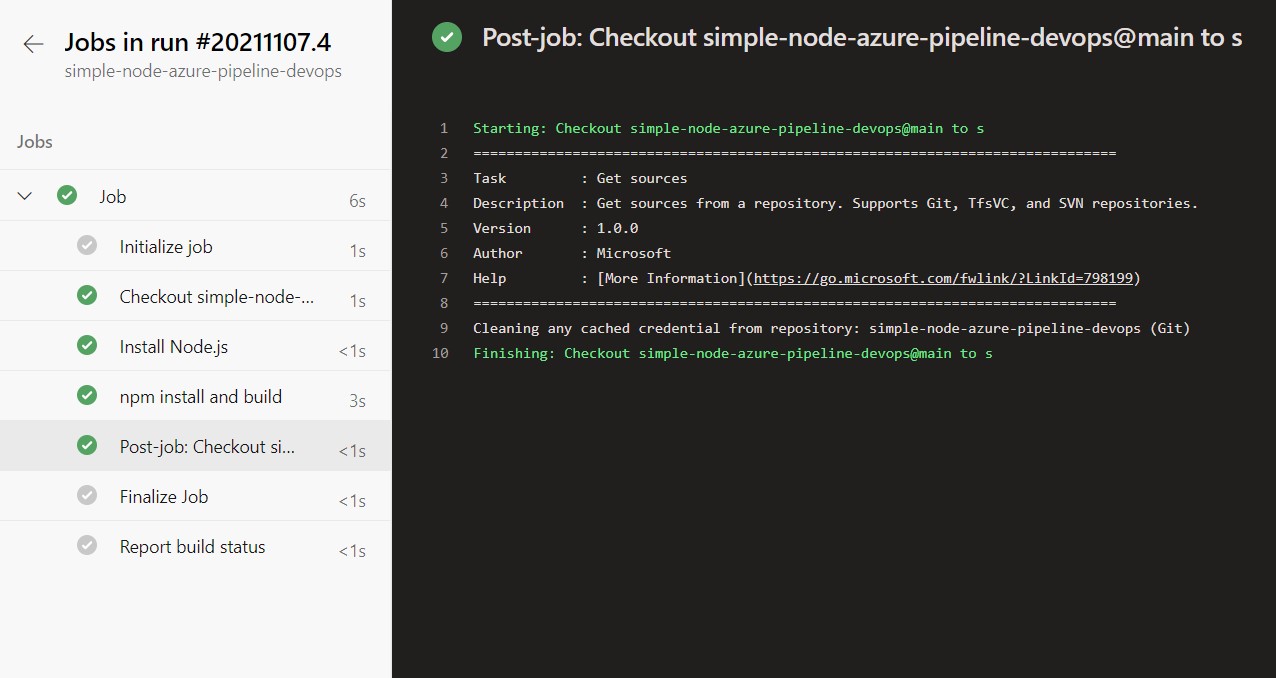 Jobs in run #20211107.4
simple-node-azure-pipeline-devops
Jobs
Job 6s
Initialize job 1s
Checkout simple-node-... 1s
Install Node.js <1s
npm install and build 3s
Post-job: Checkout si... <1s
Finalize Job <1s
Report build status <1s
Post-job: Checkout simple-node-azure-pipeline-devops@main to s
1 Starting: Checkout simple-node-azure-pipeline-devops@main to s
2 ==============================================================================
3 Task         : Get sources
4 Description  : Get sources from a repository. Supports Git, TfsVC, and SVN repositories.
5 Version      : 1.0.0
6 Author       : Microsoft
7 Help         : [More Information](https://go.microsoft.com/fwlink/?LinkId=798199)
8 ==============================================================================
9 Cleaning any cached credential from repository: simple-node-azure-pipeline-devops (Git)
10 Finishing: Checkout simple-node-azure-pipeline-devops@main to s